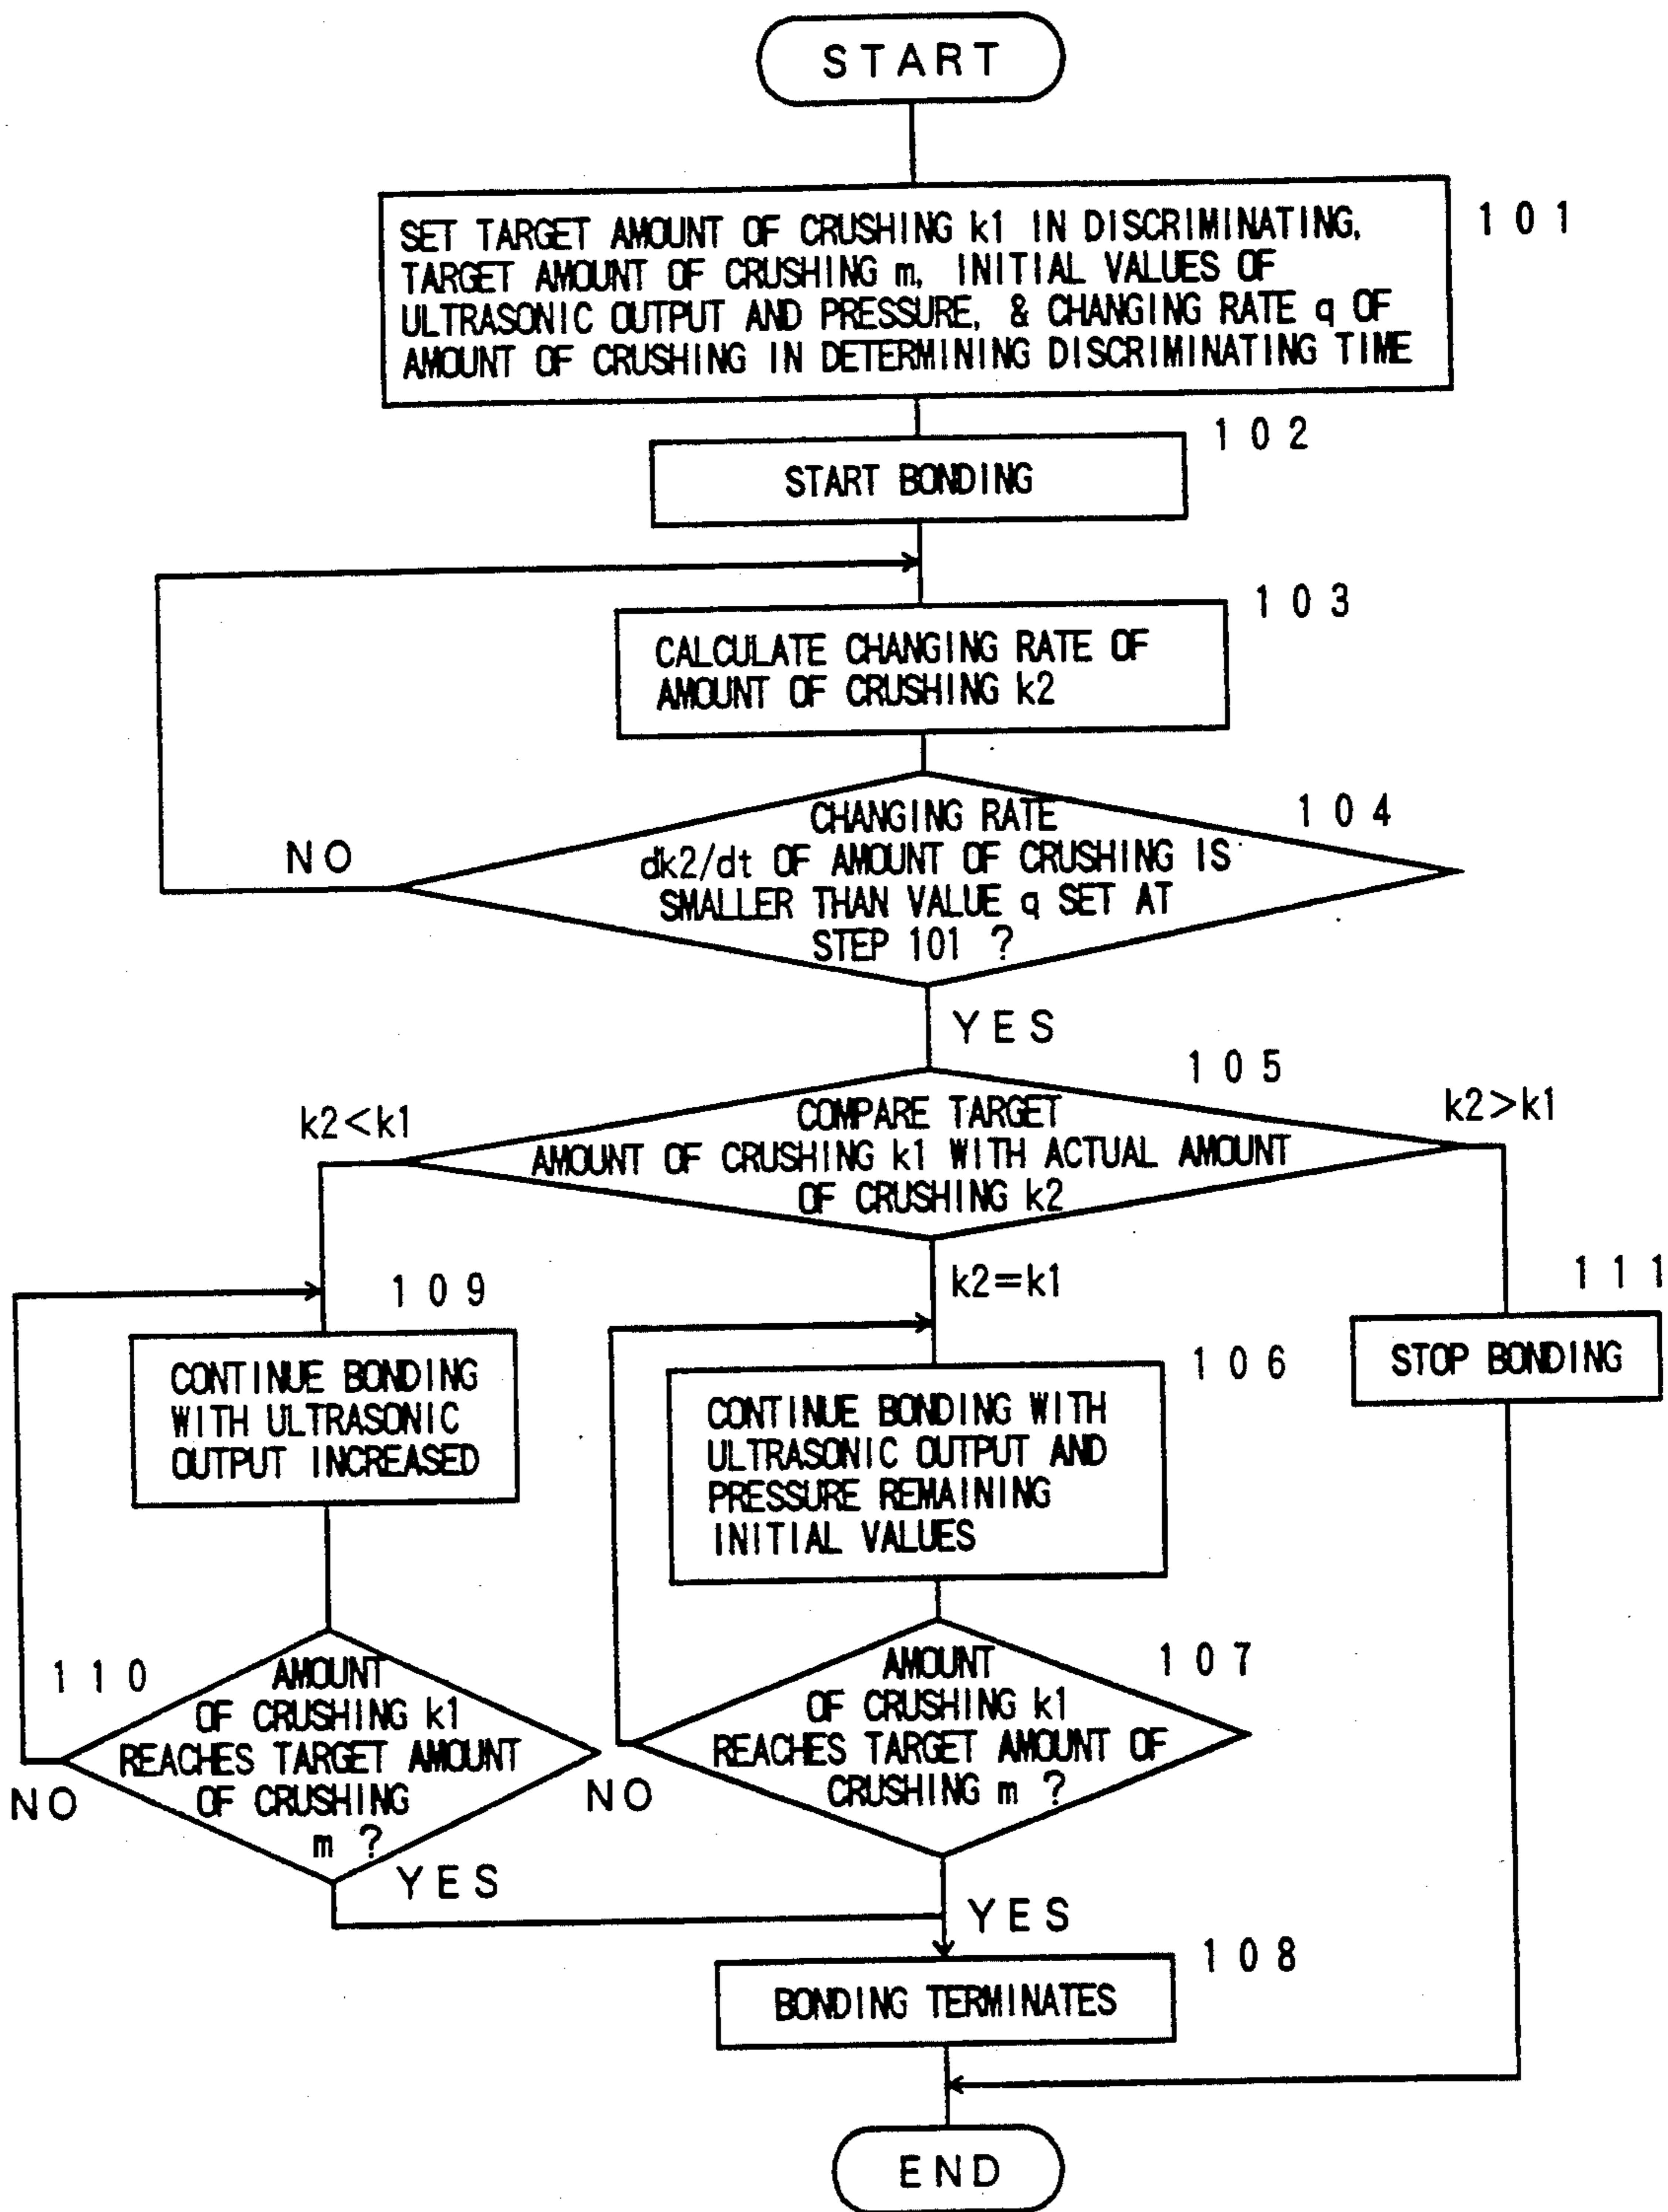 START
101
SET TARGET AMOUNT OF CRUSHING k1 IN DISCRIMINATING,
TARGET AMOUNT OF CRUSHING m, INITIAL VALUES OF
ULTRASONIC OUTPUT AND PRESSURE, & CHANGING RATE q OF
AMOUNT OF CRUSHING IN DETERMINING DISCRIMINATING TIME
102
START BONDING
103
CALCULATE CHANGING RATE OF
AMOUNT OF CRUSHING k2
104
CHANGING RATE
dk2/dt OF AMOUNT OF CRUSHING IS
SMALLER THAN VALUE q SET AT
STEP 101 ?
NO
YES
105
k2<k1
k2>k1
COMPARE TARGET
AMOUNT OF CRUSHING k1 WITH ACTUAL AMOUNT
OF CRUSHING k2
k2=k1
109
CONTINUE BONDING
WITH ULTRASONIC
OUTPUT INCREASED
106
CONTINUE BONDING WITH
ULTRASONIC OUTPUT AND
PRESSURE REMAINING
INITIAL VALUES
111
STOP BONDING
110
AMOUNT
OF CRUSHING k1
REACHES TARGET AMOUNT
OF CRUSHING
m ?
NO
YES
107
AMOUNT
OF CRUSHING k1
REACHES TARGET AMOUNT OF
CRUSHING m ?
NO
YES
108
BONDING TERMINATES
END